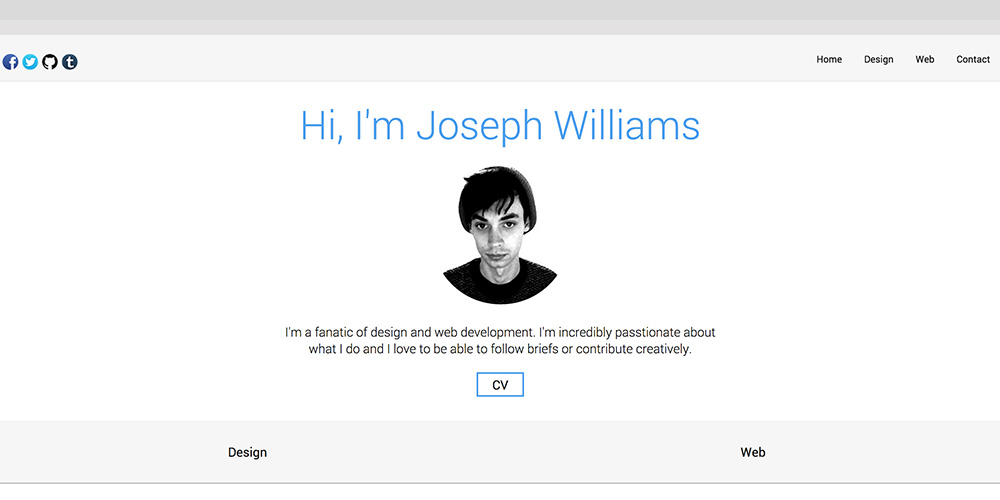 Home Design Web Contact
Hi, I'm Joseph Williams
I'm a fanatic of design and web development. I'm incredibly passtionate about
what I do and I love to be able to follow briefs or contribute creatively.
CV
Design Web